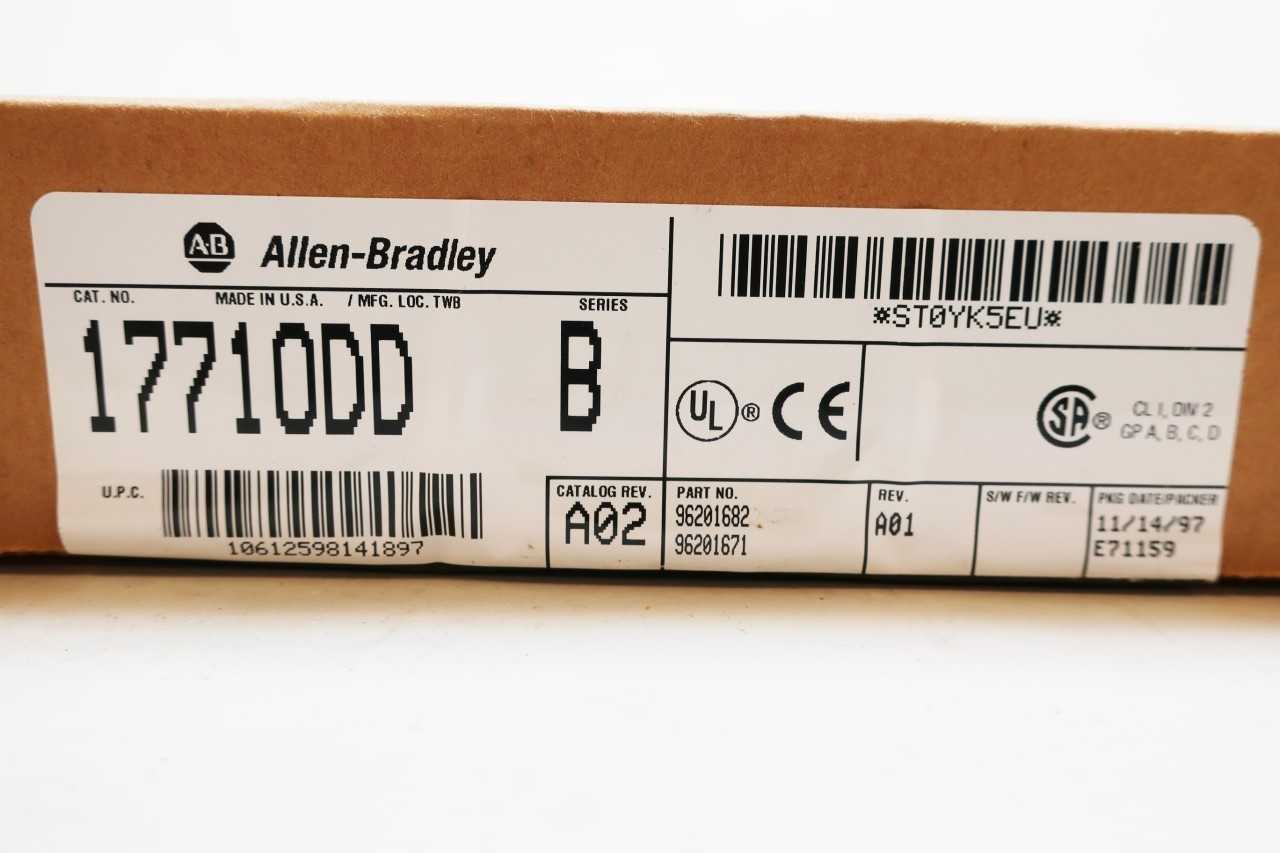 A-B Allen-Bradley
CAT. NO. MADE IN U.S.A. / MFG. LOC. TWB SERIES
1771ODD B
U.P.C.
10612598141897
CATALOG REV.
A02
*ST0YK5EU*
UL ® CE
SA ® CL I, DIV 2
GP A, B, C, D
PART NO.
96201682
96201671
REV.
A01
S/W F/W REV.
PKG DATE/PACKER
11/14/97
E71159